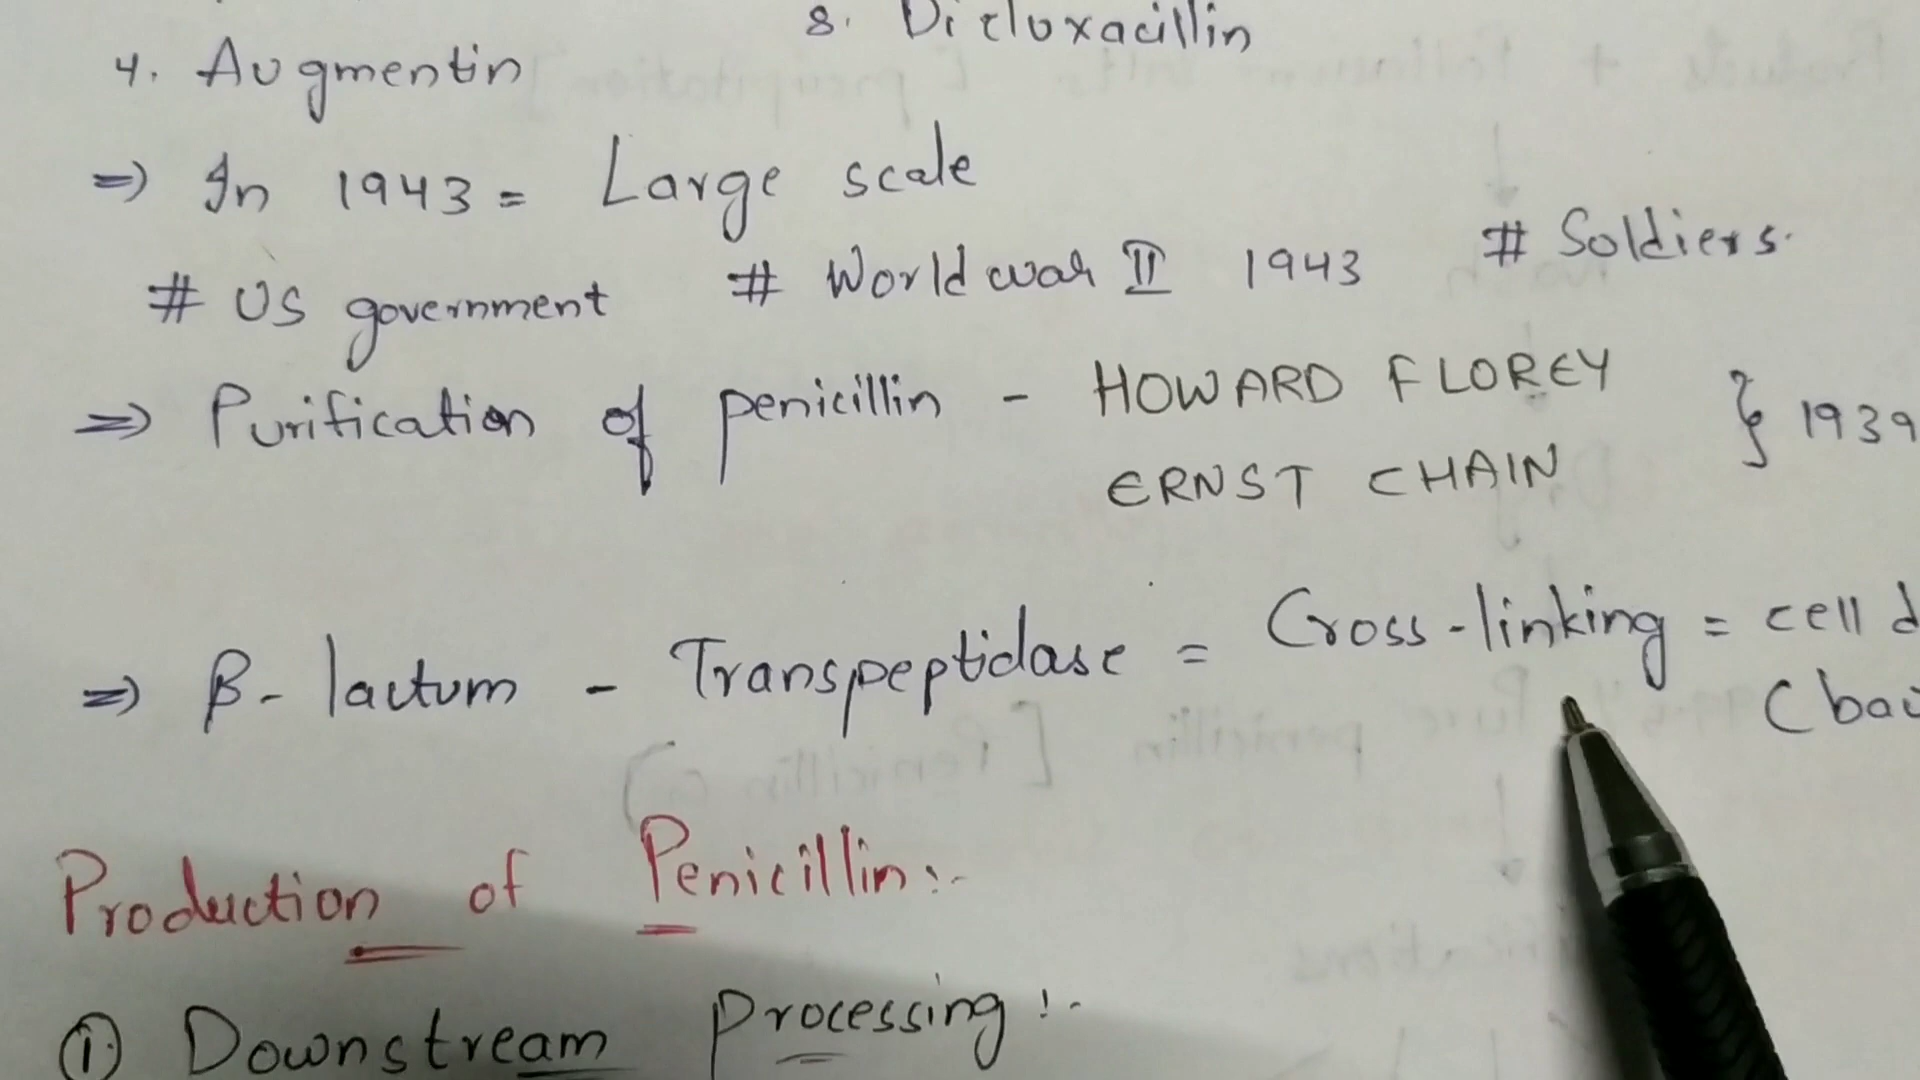 8. Dicloxacillin
4. Augmentin
⇒ In 1943 = Large scale
# US government # World war II 1943 # Soldiers.
⇒ Purification of penicillin - HOWARD FLOREY
ERNST CHAIN } 1939
⇒ β- lactum - Transpeptidase = Cross-linking = cell d
(
Production of Penicillin:-
① Downstream Processing:-